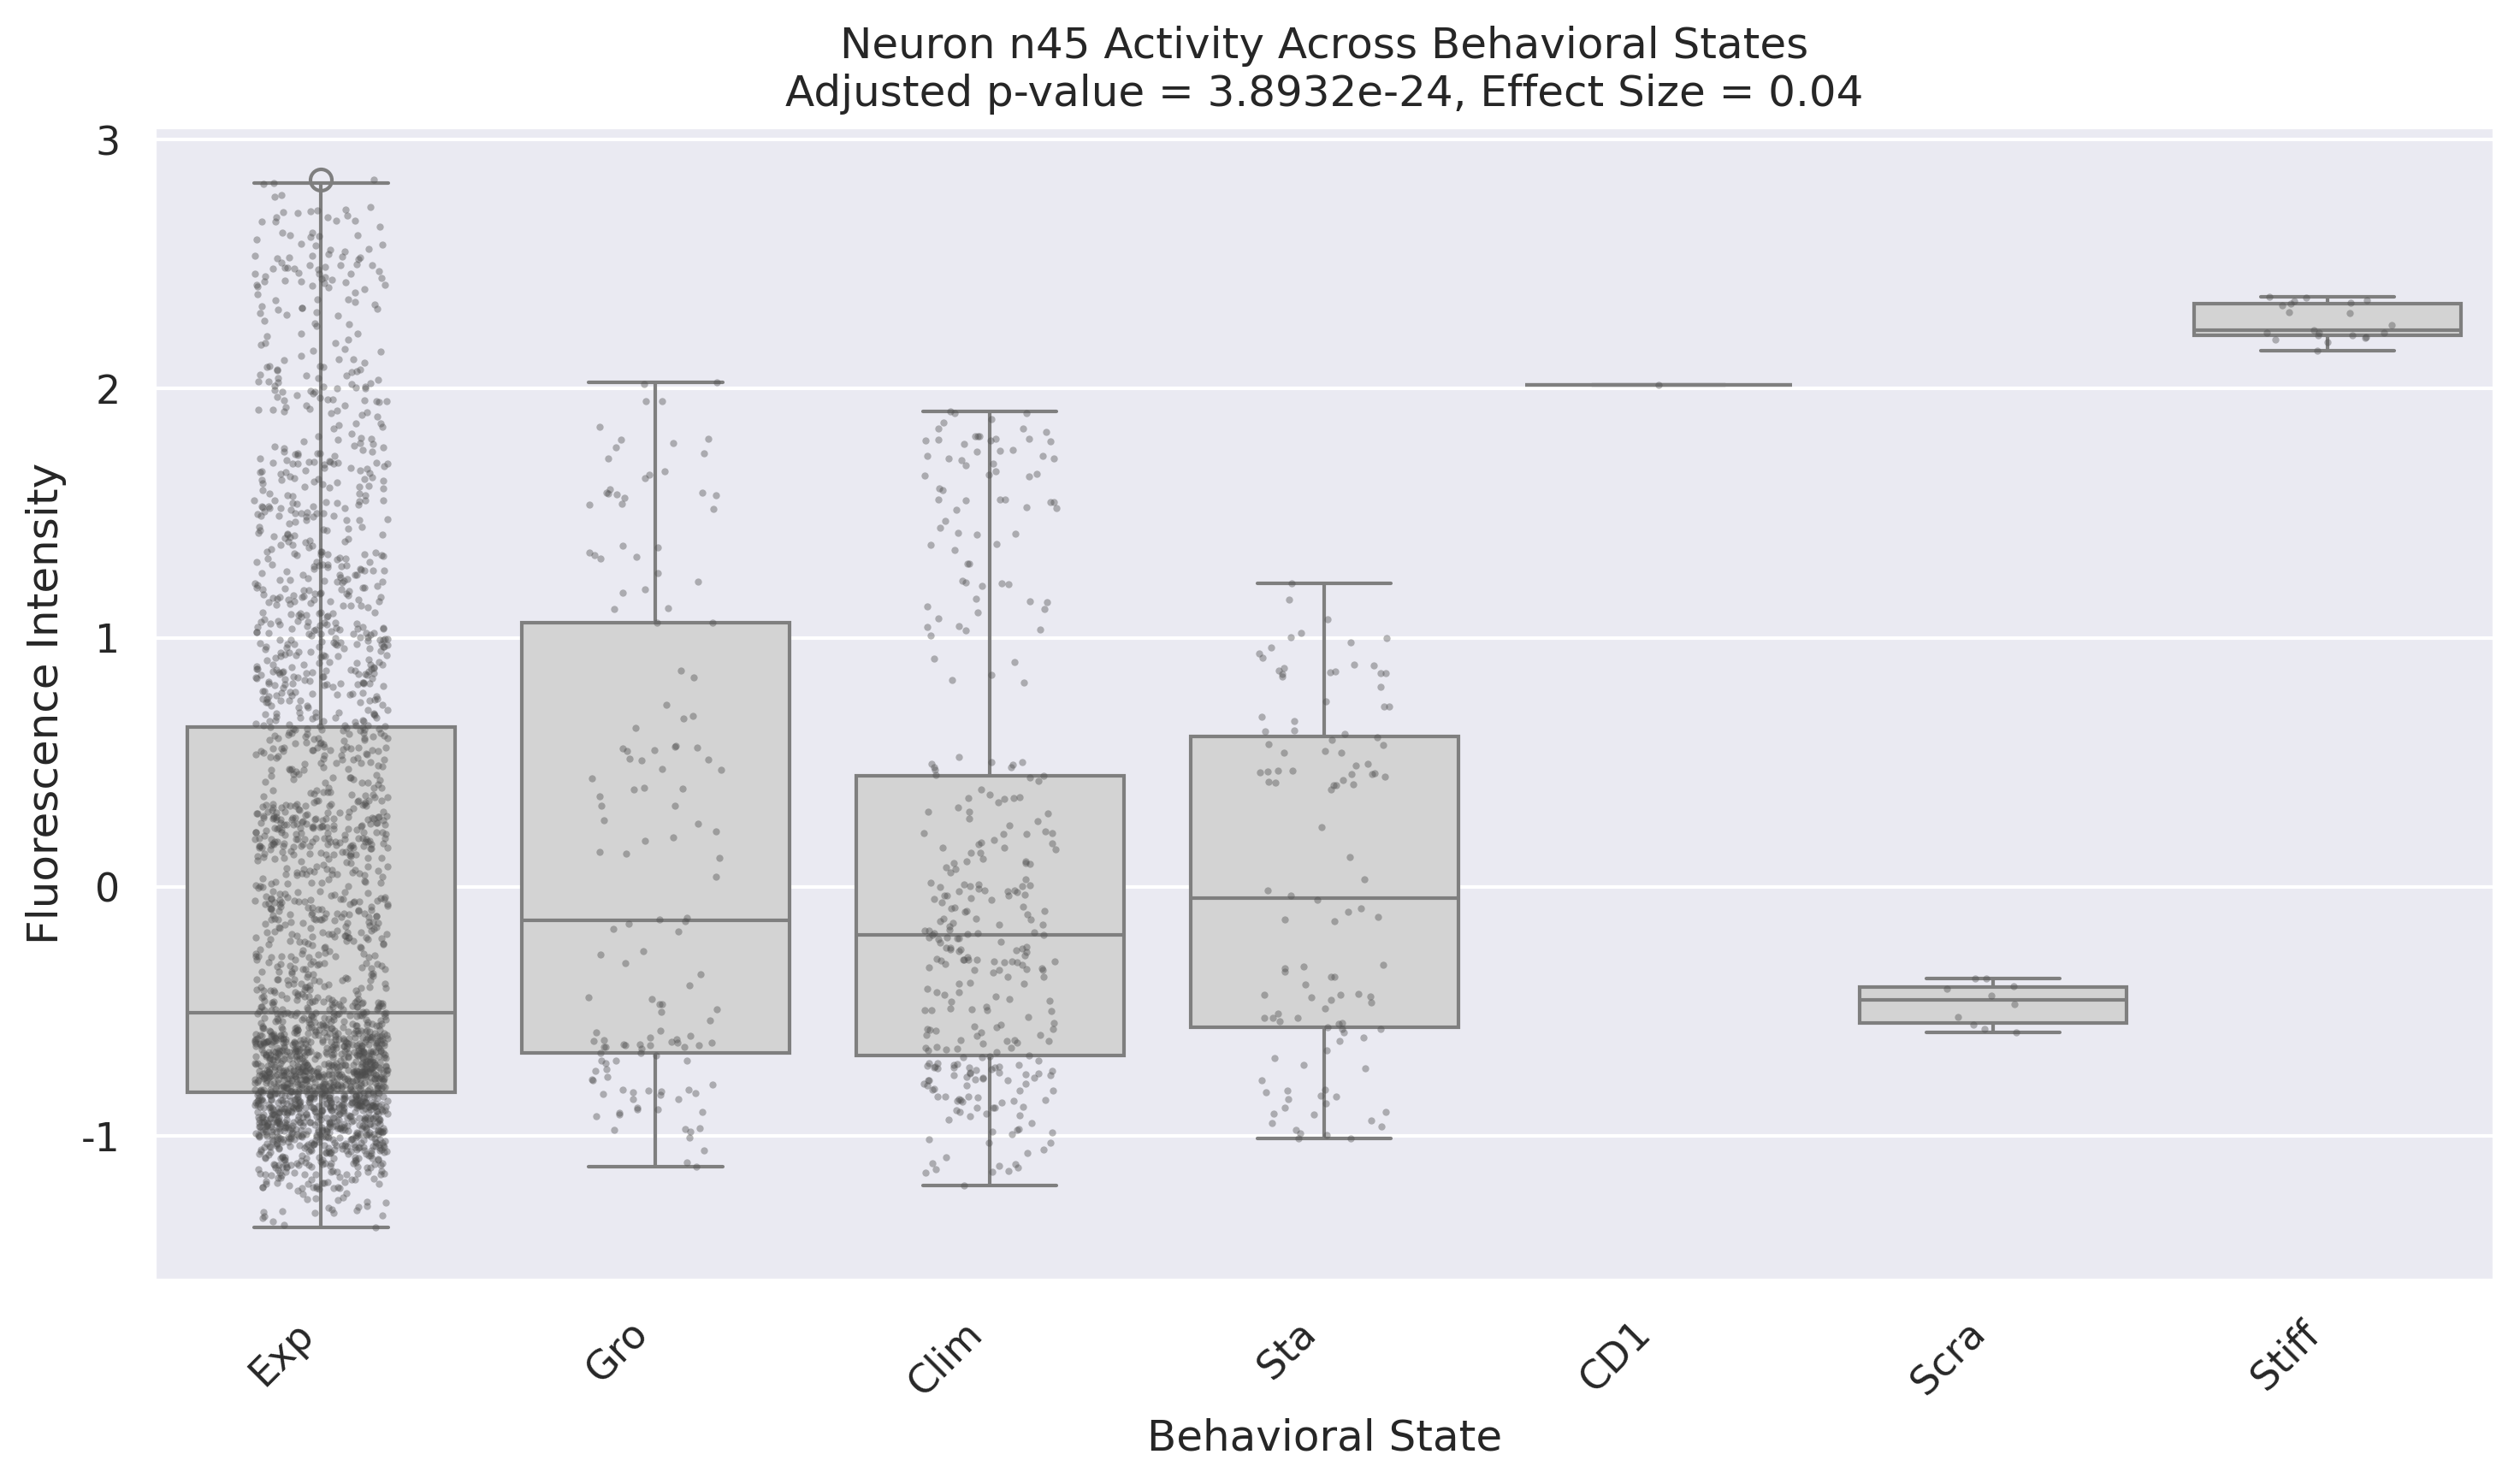 Neuron n45 Activity Across Behavioral States
Adjusted p-value = 3.8932e-24, Effect Size = 0.04
3
2
1
0
-1
Fluorescence Intensity
Exp
Gro
Clim
Sta
CD1
Scra
Stiff
Behavioral State